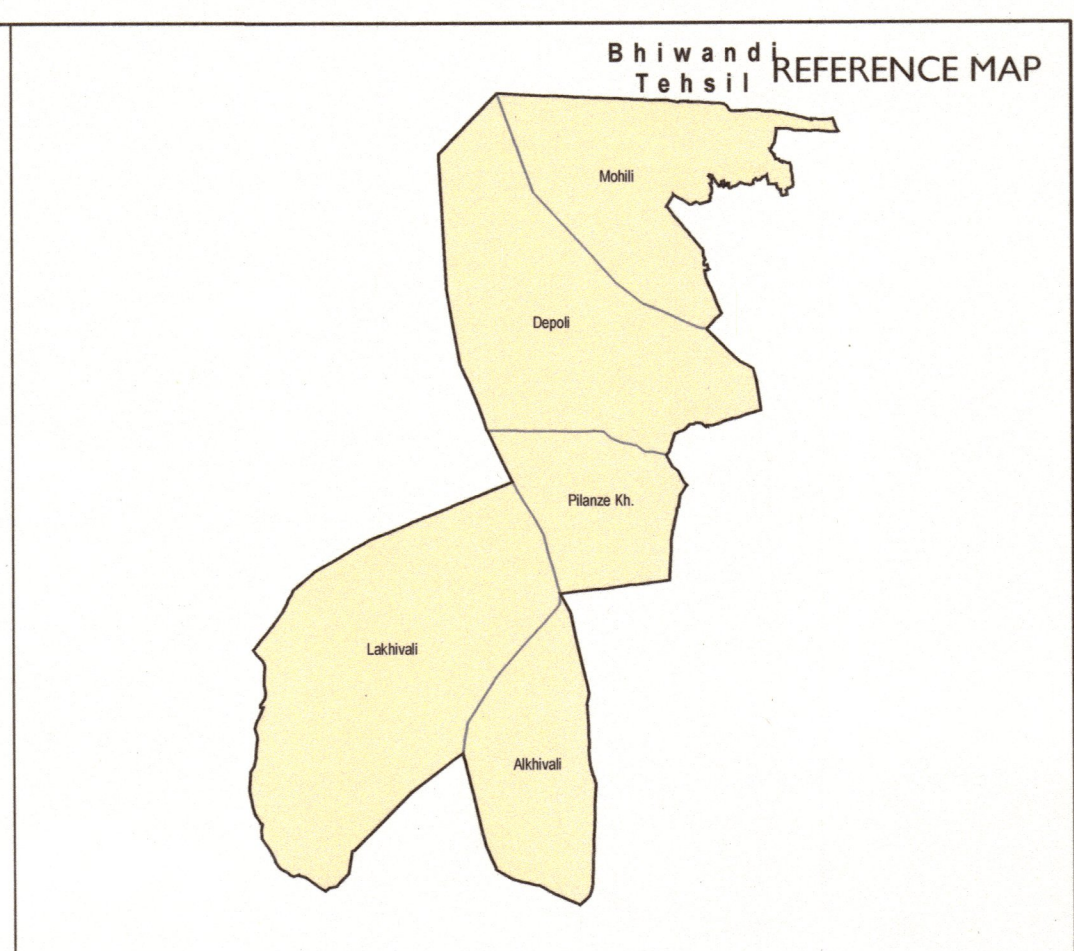 Bhiwandi
Tehsil
REFERENCE MAP
Mohili
Depoli
Pilanze Kh.
Lakhivali
Alkhivali